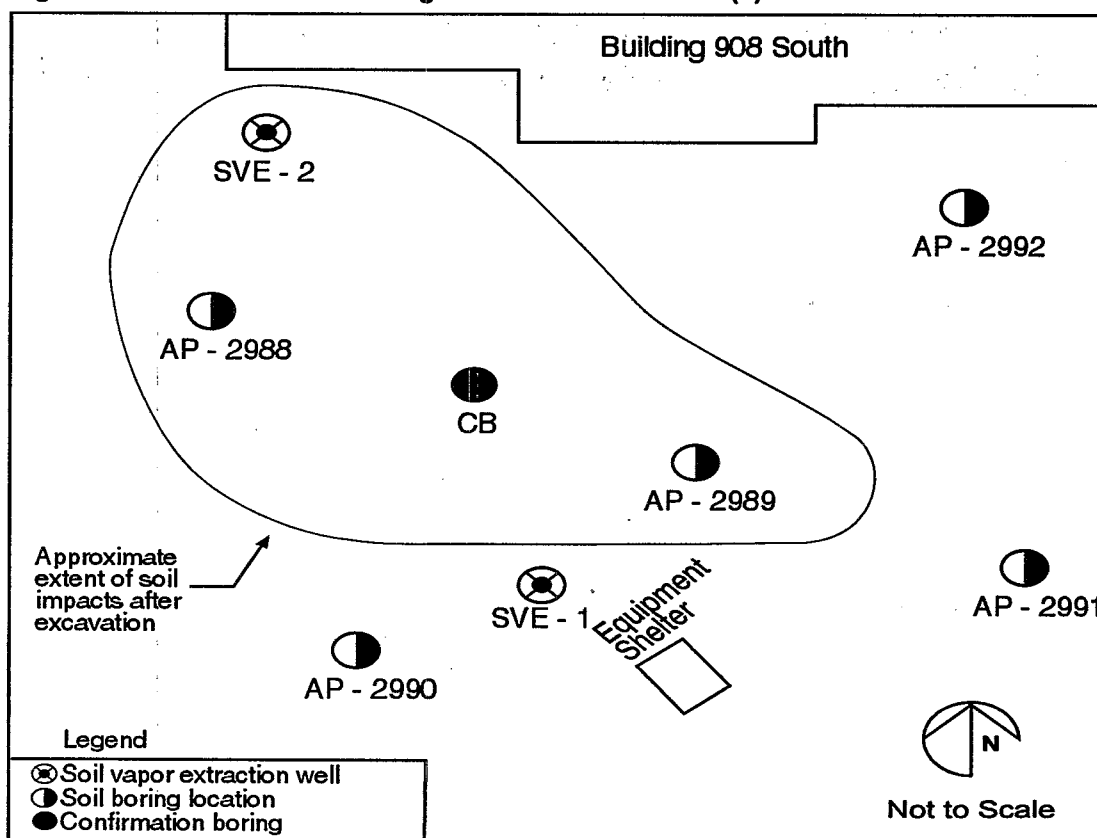 Building 908 South
SVE - 2
AP - 2992
AP - 2988
CB
AP - 2989
Approximate
extent of soil
impacts after
excavation
SVE - 1
Equipment
Shelter
AP - 2991
AP - 2990
N
Not to Scale
Legend
Soil vapor extraction well
Soil boring location
Confirmation boring